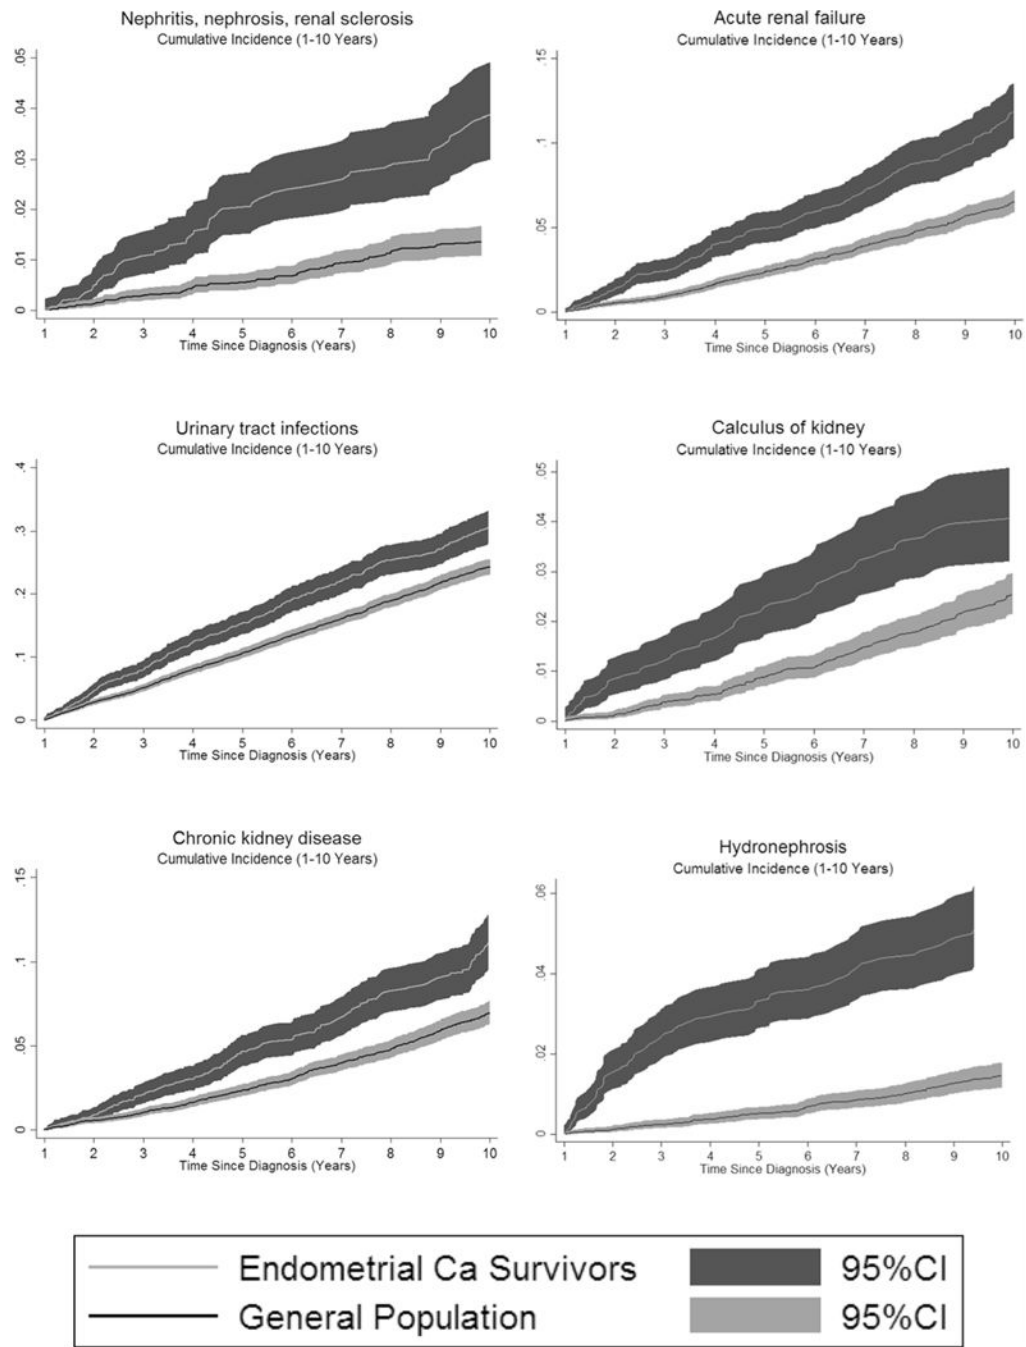 Nephritis, nephrosis, renal sclerosis
Cumulative Incidence (1-10 Years)
.05
.04
.03
.02
.01
0
1 2 3 4 5 6 7 8 9 10
Time Since Diagnosis (Years)
Acute renal failure
Cumulative Incidence (1-10 Years)
.15
.1
.05
0
1 2 3 4 5 6 7 8 9 10
Time Since Diagnosis (Years)
Urinary tract infections
Cumulative Incidence (1-10 Years)
.4
.3
.2
.1
0
1 2 3 4 5 6 7 8 9 10
Time Since Diagnosis (Years)
Calculus of kidney
Cumulative Incidence (1-10 Years)
.05
.04
.03
.02
.01
0
1 2 3 4 5 6 7 8 9 10
Time Since Diagnosis (Years)
Chronic kidney disease
Cumulative Incidence (1-10 Years)
.15
.1
.05
0
1 2 3 4 5 6 7 8 9 10
Time Since Diagnosis (Years)
Hydronephrosis
Cumulative Incidence (1-10 Years)
.06
.04
.02
0
1 2 3 4 5 6 7 8 9 10
Time Since Diagnosis (Years)
Endometrial Ca Survivors 95%CI
General Population 95%CI